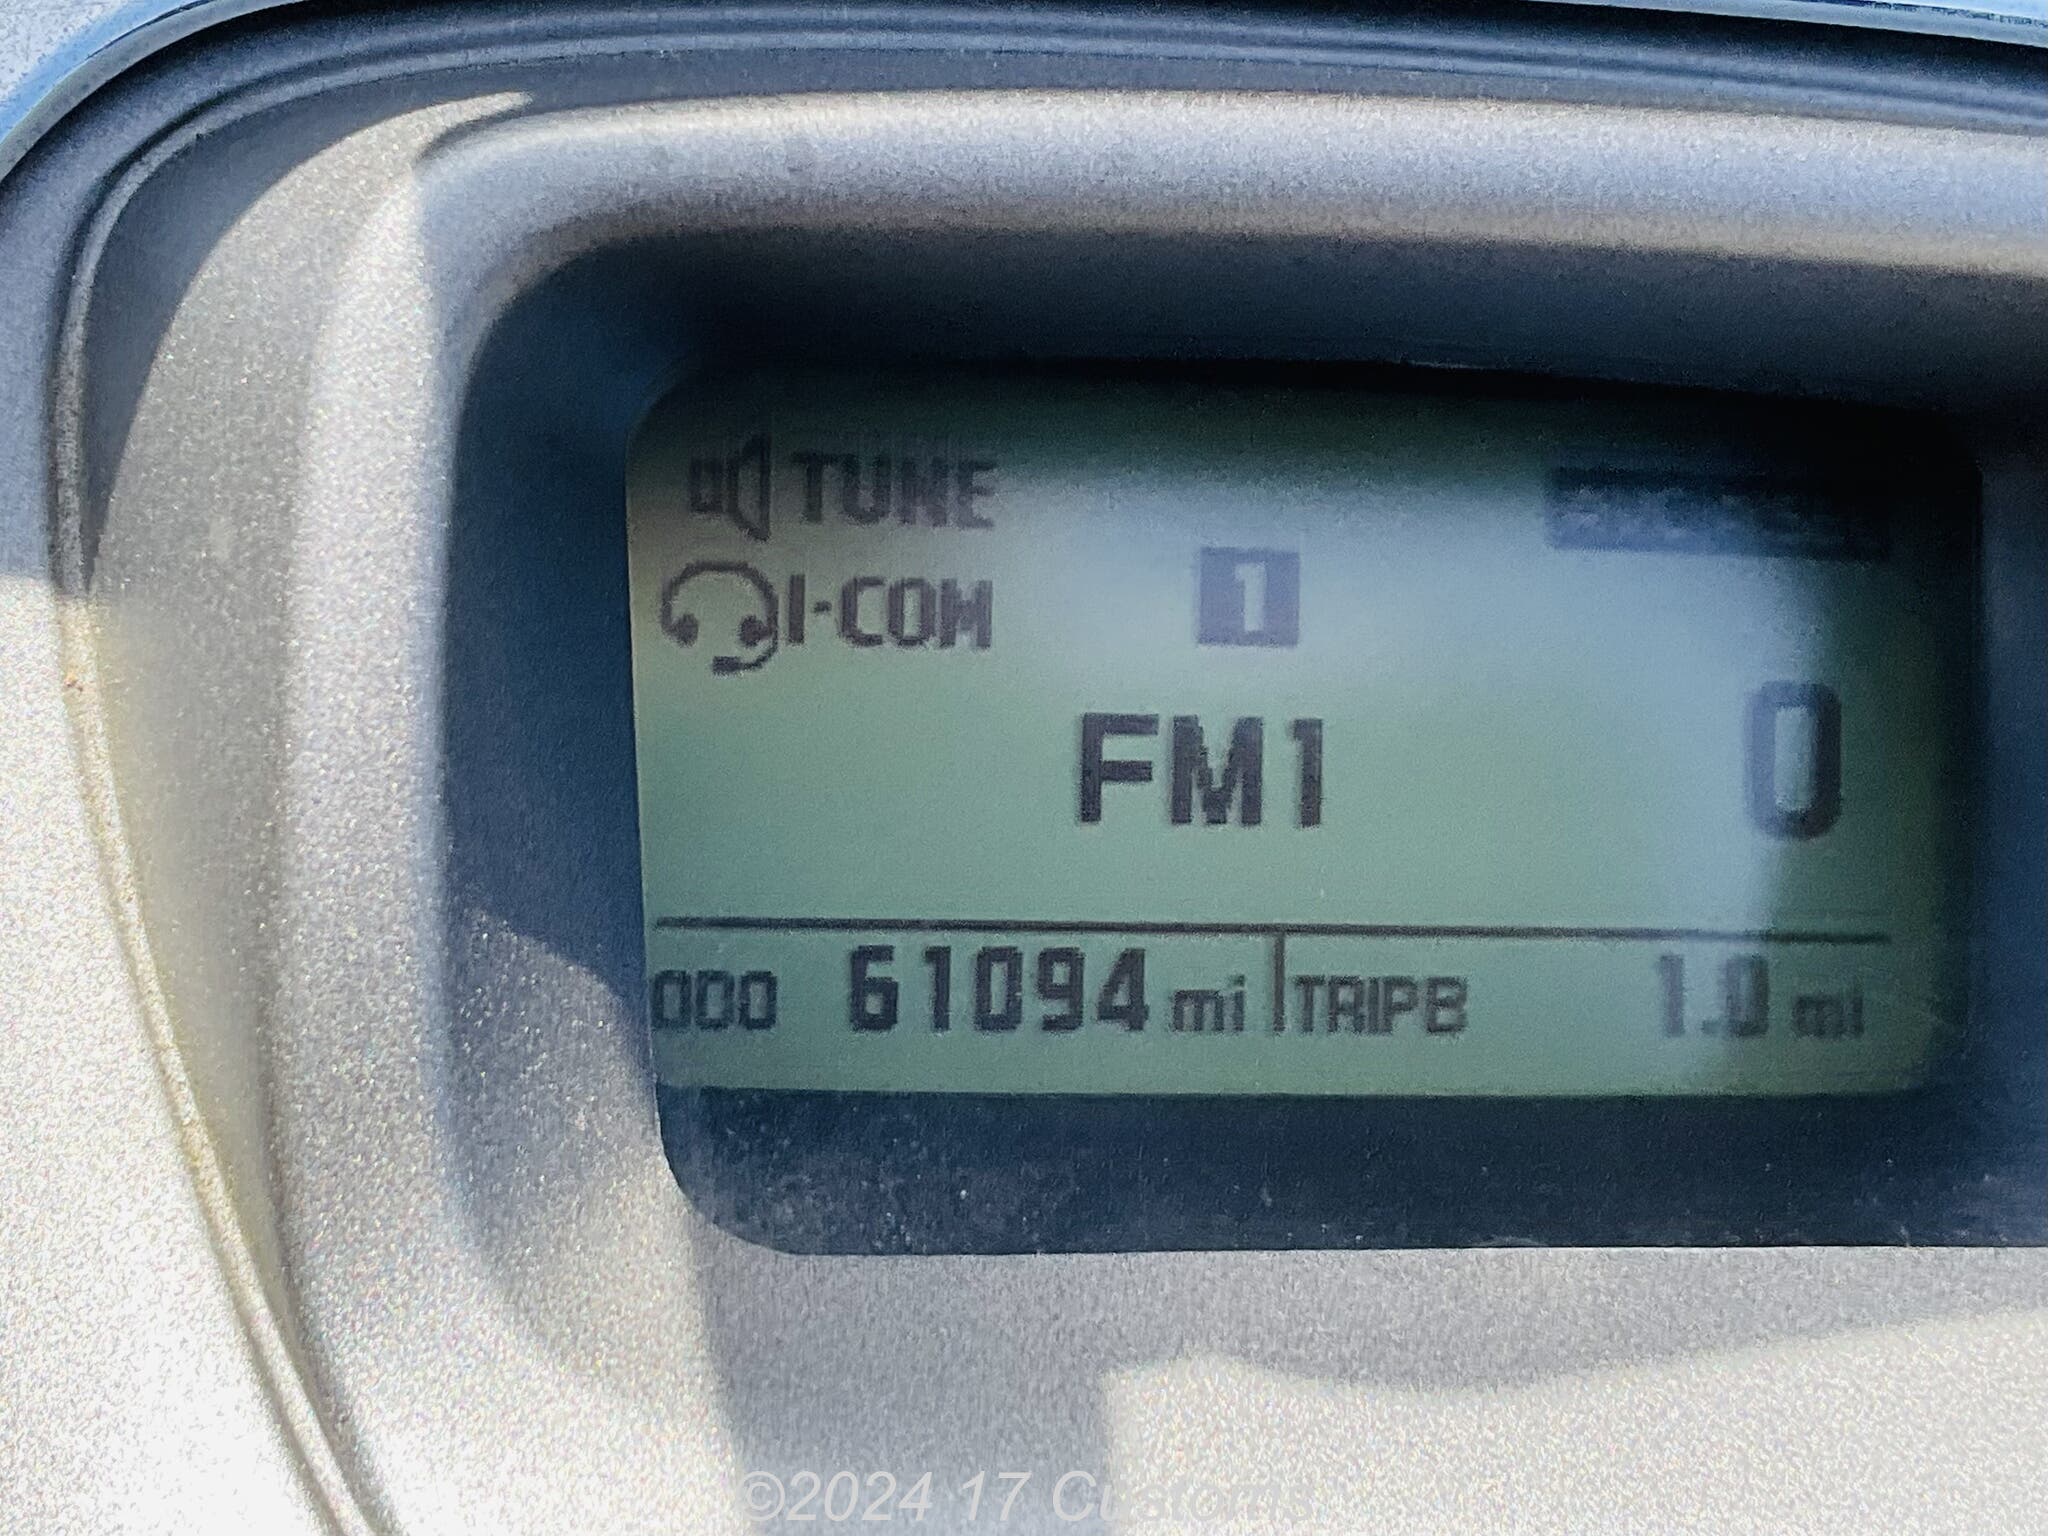 TUNE
I-COM
1
FM1
0
ODO 61094 mi TRIPB 1.0 mi
©2024 17 Customs